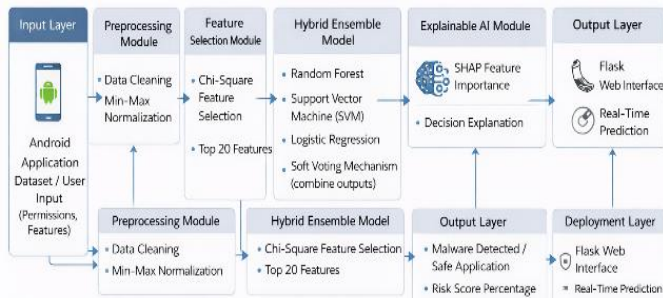 Input Layer
Android
Application
Dataset / User
Input
(Permissions,
Features)
Preprocessing
Module
Data Cleaning
Min-Max
Normalization
Feature
Selection Module
Chi-Square
Feature
Selection
Top 20 Features
Hybrid Ensemble
Model
Random Forest
Support Vector
Machine (SVM)
Logistic Regression
Soft Voting Mechanism
(combine outputs)
Explainable AI Module
SHAP Feature
Importance
Decision Explanation
Output Layer
Flask
Web Interface
Real-Time
Prediction
Preprocessing Module
Data Cleaning
Min-Max Normalization
Hybrid Ensemble Model
Chi-Square Feature Selection
Top 20 Features
Output Layer
Malware Detected /
Safe Application
Risk Score Percentage
Deployment Layer
Flask Web
Interface
Real-Time Prediction